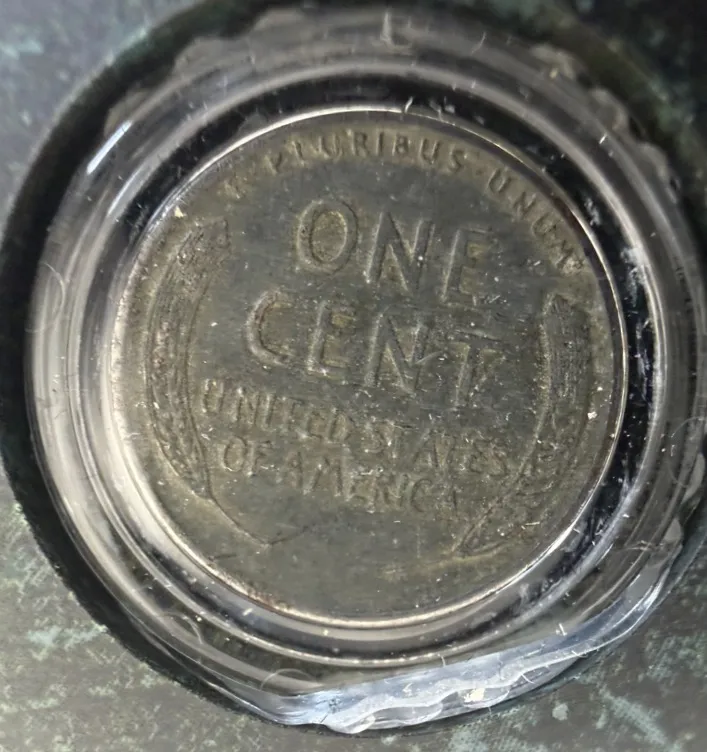 PLURIBUS · UNUM
ONE
CENT
UNITED STATES
OF AMERICA